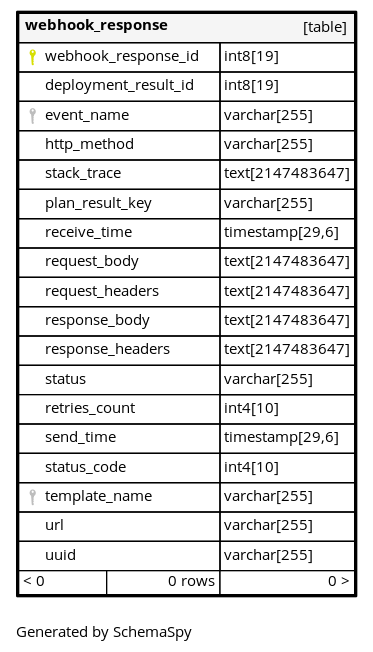 webhook_response [table]
webhook_response_id int8[19]
deployment_result_id int8[19]
event_name varchar[255]
http_method varchar[255]
stack_trace text[2147483647]
plan_result_key varchar[255]
receive_time timestamp[29,6]
request_body text[2147483647]
request_headers text[2147483647]
response_body text[2147483647]
response_headers text[2147483647]
status varchar[255]
retries_count int4[10]
send_time timestamp[29,6]
status_code int4[10]
template_name varchar[255]
url varchar[255]
uuid varchar[255]
< 0 0 rows 0 >
Generated by SchemaSpy